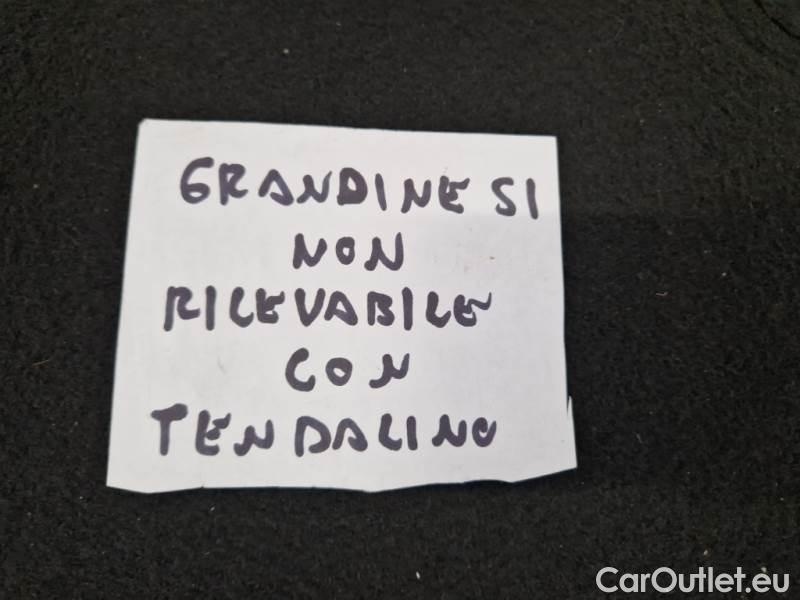 GRANDINE SI
NON
RILEVABILE
CON
TENDALINO
CarOutlet.eu